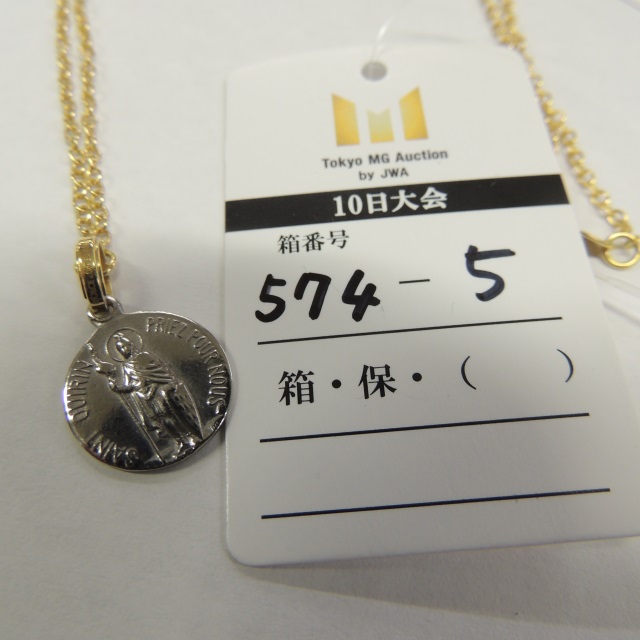 Tokyo MG Auction
by JWA
10日大会
箱番号
574-5
箱・保・（　　）
SAINT QUIRIN PRIEZ POUR NOUS